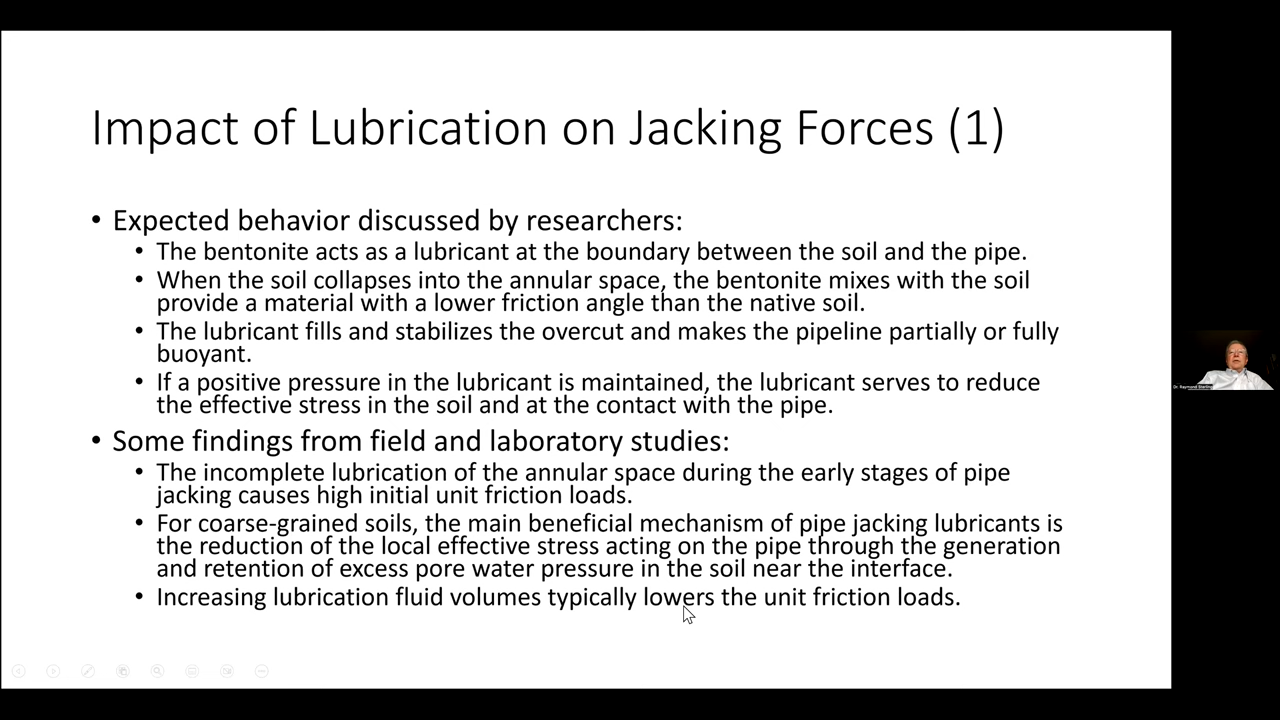 Impact of Lubrication on Jacking Forces (1)
• Expected behavior discussed by researchers:
• The bentonite acts as a lubricant at the boundary between the soil and the pipe.
• When the soil collapses into the annular space, the bentonite mixes with the soil
provide a material with a lower friction angle than the native soil.
• The lubricant fills and stabilizes the overcut and makes the pipeline partially or fully
buoyant.
• If a positive pressure in the lubricant is maintained, the lubricant serves to reduce
the effective stress in the soil and at the contact with the pipe.
• Some findings from field and laboratory studies:
• The incomplete lubrication of the annular space during the early stages of pipe
jacking causes high initial unit friction loads.
• For coarse-grained soils, the main beneficial mechanism of pipe jacking lubricants is
the reduction of the local effective stress acting on the pipe through the generation
and retention of excess pore water pressure in the soil near the interface.
• Increasing lubrication fluid volumes typically lowers the unit friction loads.
Dr. Raymond Sterling